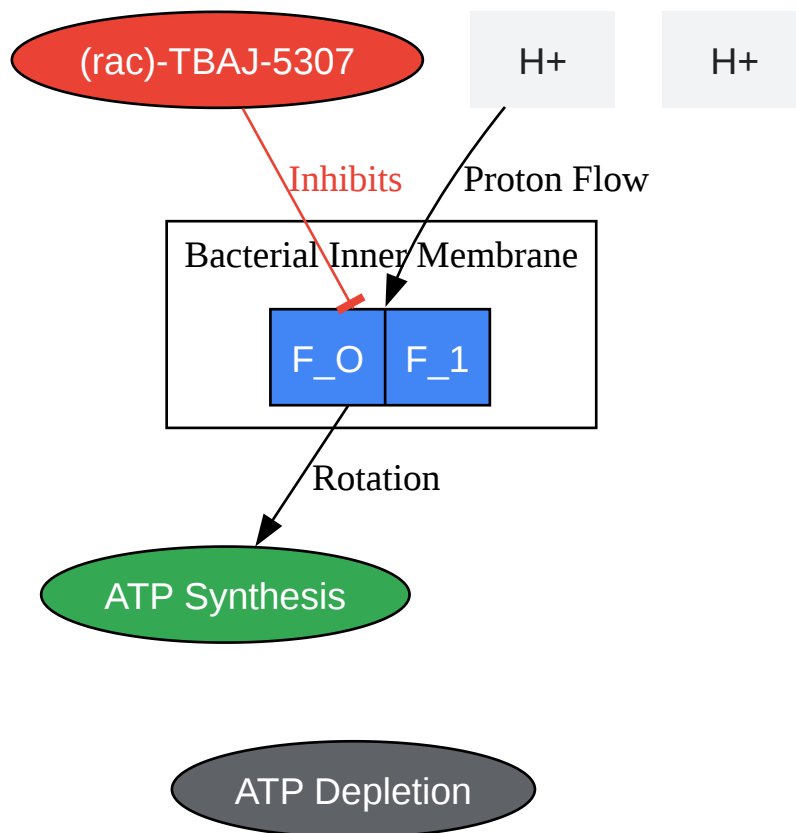 (rac)-TBAJ-5307
H+
H+
Inhibits
Proton Flow
Bacterial Inner Membrane
F_O
F_1
Rotation
ATP Synthesis
ATP Depletion